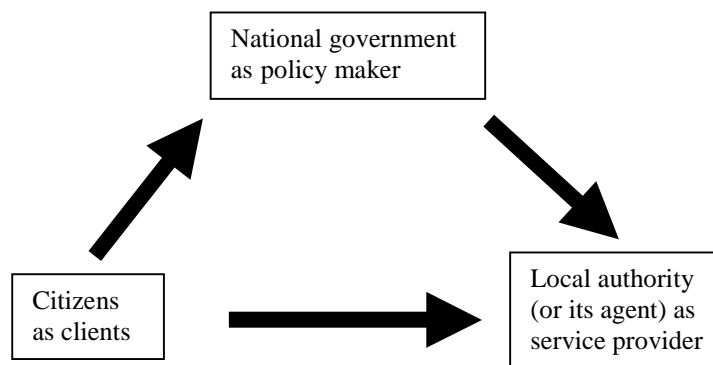 National government
as policy maker
Citizens
as clients
Local authority
(or its agent) as
service provider